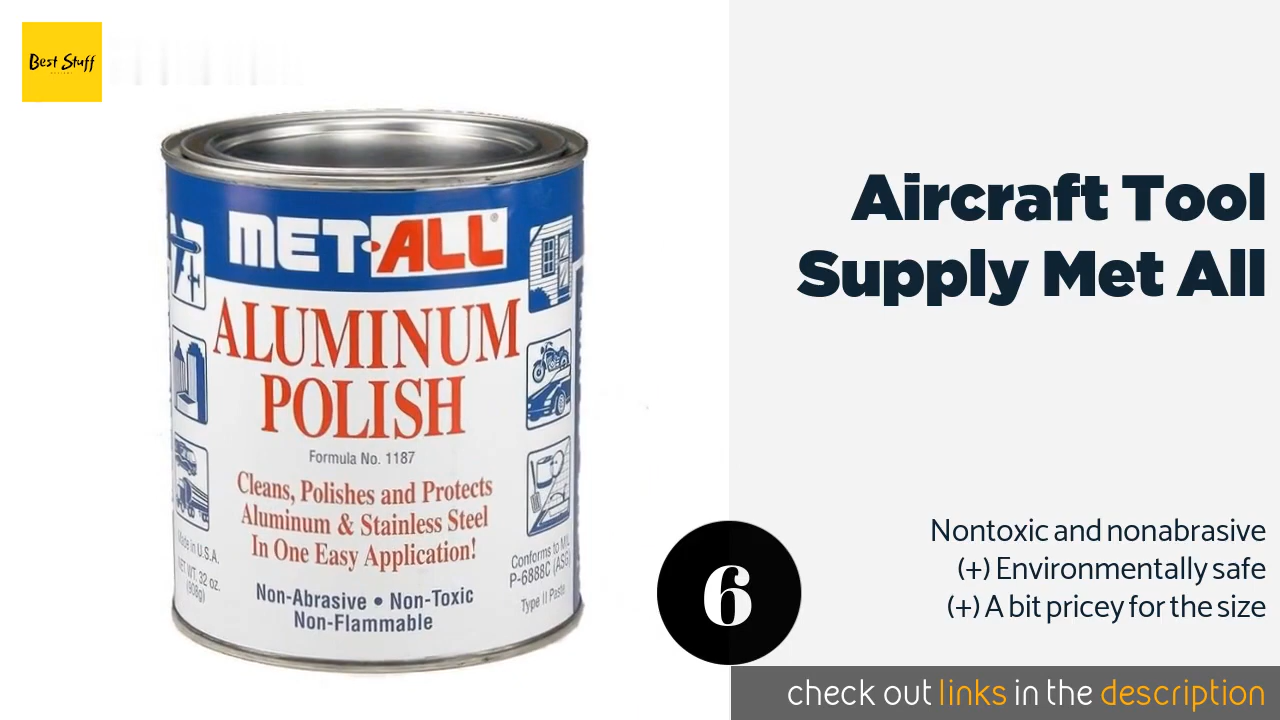 Best Stuff
MET-ALL®
ALUMINUM
POLISH
Formula No. 1187
Cleans, Polishes and Protects
Aluminum & Stainless Steel
In One Easy Application!
Non-Abrasive • Non-Toxic
Non-Flammable
Made in U.S.A.
NET WT. 32 oz.
(908g)
Conforms to MIL
P-6888C (ASG)
Type II Paste
Aircraft Tool
Supply Met All
6
Nontoxic and nonabrasive
(+) Environmentally safe
(+) A bit pricey for the size
check out links in the description